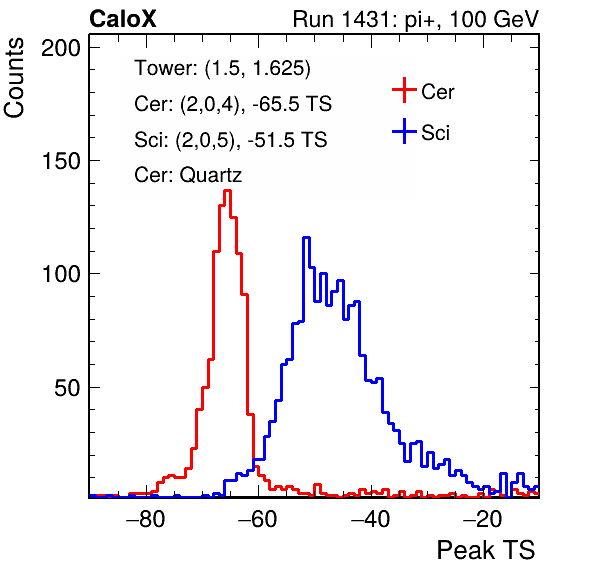 CaloX Run 1431: pi+, 100 GeV
Counts
200
150
100
50
Tower: (1.5, 1.625)
Cer: (2,0,4), -65.5 TS
Sci: (2,0,5), -51.5 TS
Cer: Quartz
Cer
Sci
−80 −60 −40 −20
Peak TS